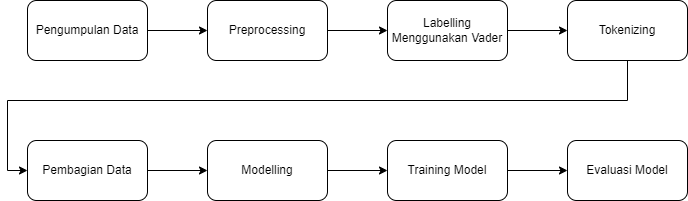 Pengumpulan Data
Preprocessing
Labelling
Menggunakan Vader
Tokenizing
Pembagian Data
Modelling
Training Model
Evaluasi Model